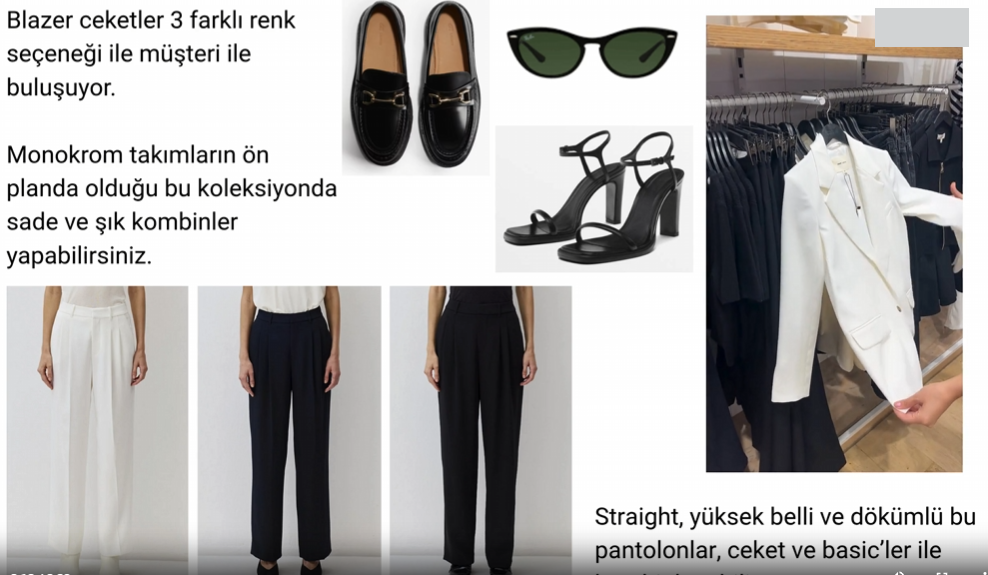 Blazer ceketler 3 farklı renk
seçeneği ile müşteri ile
buluşuyor.
Monokrom takımların ön
planda olduğu bu koleksiyonda
sade ve şık kombinler
yapabilirsiniz.
Straight, yüksek belli ve dökümlü bu
pantolonlar, ceket ve basic’ler ile